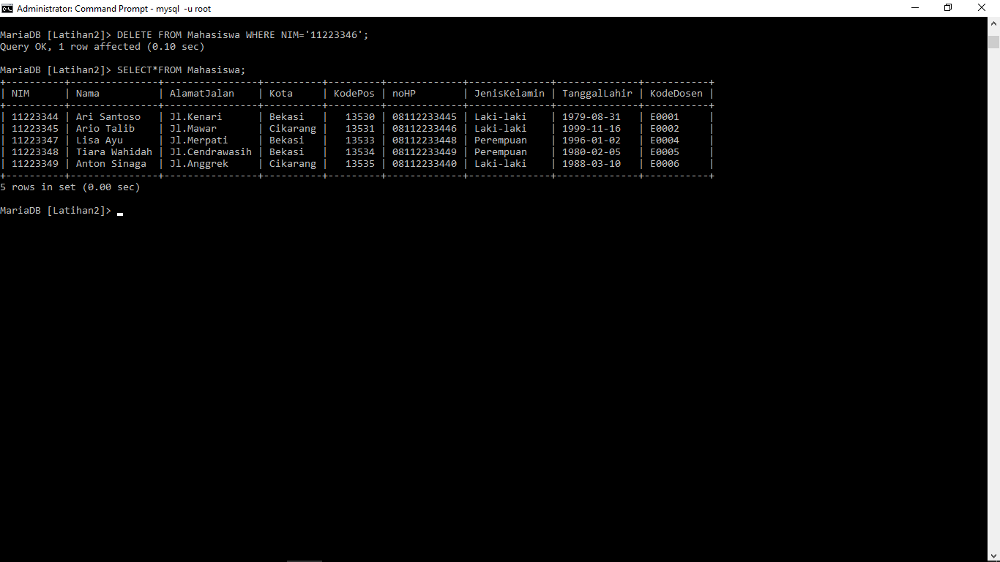 Administrator: Command Prompt - mysql  -u root
MariaDB [Latihan2]> DELETE FROM Mahasiswa WHERE NIM='11223346';
Query OK, 1 row affected (0.10 sec)
MariaDB [Latihan2]> SELECT*FROM Mahasiswa;
+----------+---------------+----------------+----------+---------+-------------+--------------+--------------+-----------+
| NIM      | Nama          | AlamatJalan    | Kota     | KodePos | noHP        | JenisKelamin | TanggalLahir | KodeDosen |
+----------+---------------+----------------+----------+---------+-------------+--------------+--------------+-----------+
| 11223344 | Ari Santoso   | Jl.Kenari      | Bekasi   |   13530 | 08112233445 | Laki-laki    | 1979-08-31   | E0001     |
| 11223345 | Ario Talib    | Jl.Mawar       | Cikarang |   13531 | 08112233446 | Laki-laki    | 1999-11-16   | E0002     |
| 11223347 | Lisa Ayu      | Jl.Merpati     | Bekasi   |   13533 | 08112233448 | Perempuan    | 1996-01-02   | E0004     |
| 11223348 | Tiara Wahidah | Jl.Cendrawasih | Bekasi   |   13534 | 08112233449 | Perempuan    | 1980-02-05   | E0005     |
| 11223349 | Anton Sinaga  | Jl.Anggrek     | Cikarang |   13535 | 08112233440 | Laki-laki    | 1988-03-10   | E0006     |
+----------+---------------+----------------+----------+---------+-------------+--------------+--------------+-----------+
5 rows in set (0.00 sec)
MariaDB [Latihan2]> _